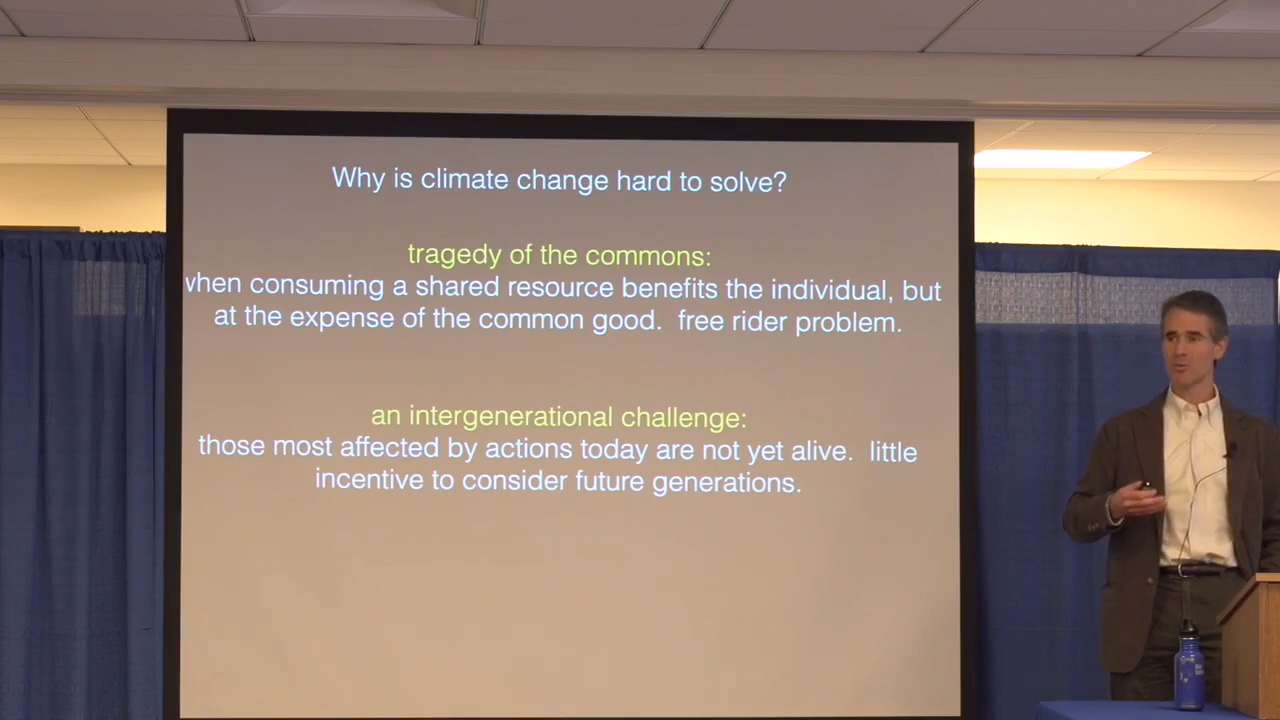 Why is climate change hard to solve?
tragedy of the commons:
when consuming a shared resource benefits the individual, but
at the expense of the common good. free rider problem.
an intergenerational challenge:
those most affected by actions today are not yet alive. little
incentive to consider future generations.